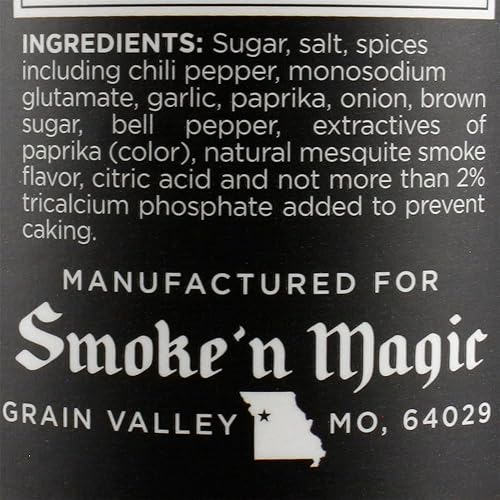 INGREDIENTS: Sugar, salt, spices
including chili pepper, monosodium
glutamate, garlic, paprika, onion, brown
sugar, bell pepper, extractives of
paprika (color), natural mesquite smoke
flavor, citric acid and not more than 2%
tricalcium phosphate added to prevent
caking.
MANUFACTURED FOR
Smoke'n Magic
GRAIN VALLEY MO, 64029